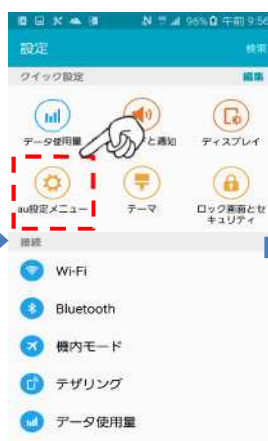 96% 午前9:56
設定
検索
クイック設定
編集
データ使用量
と通知
ディスプレイ
au設定メニュー
テーマ
ロック画面とセ
キュリティ
接続
Wi-Fi
Bluetooth
機内モード
テザリング
データ使用量